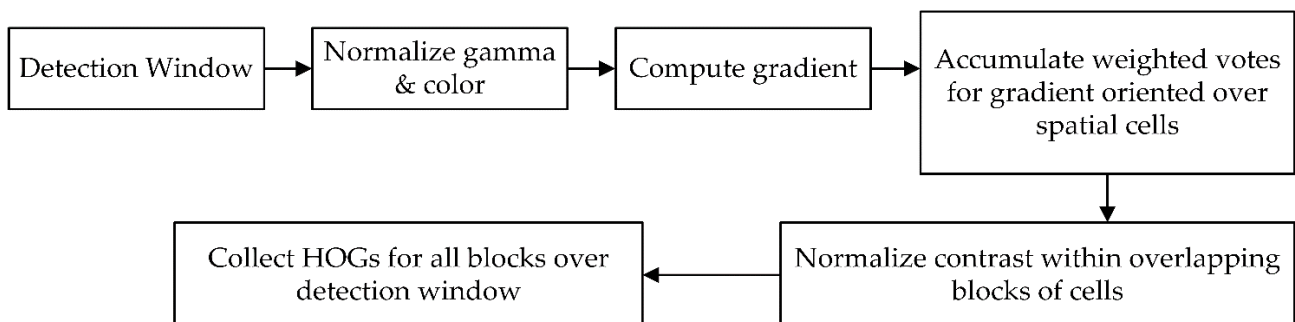 Detection Window
Normalize gamma
& color
Compute gradient
Accumulate weighted votes
for gradient oriented over
spatial cells
Normalize contrast within overlapping
blocks of cells
Collect HOGs for all blocks over
detection window